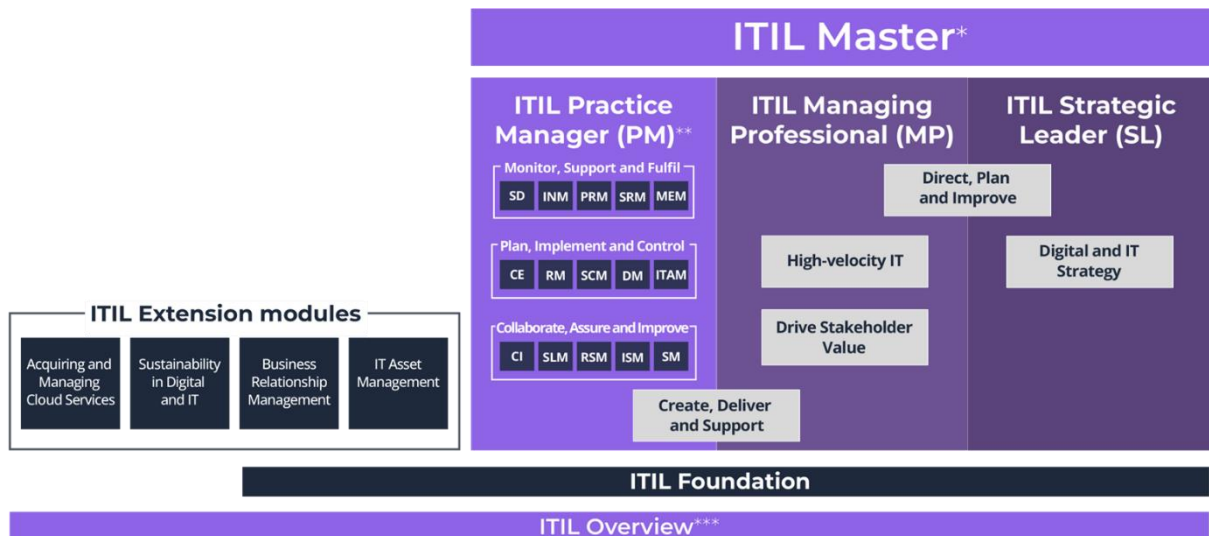 ITIL Master*
ITIL Practice
Manager (PM)**
Monitor, Support and Fulfil
SD INM PRM SRM MEM
Plan, Implement and Control
CE RM SCM DM ITAM
Collaborate, Assure and Improve
CI SLM RSM ISM SM
ITIL Managing
Professional (MP)
ITIL Strategic
Leader (SL)
Direct, Plan
and Improve
High-velocity IT
Digital and IT
Strategy
Drive Stakeholder
Value
Create, Deliver
and Support
ITIL Extension modules
Acquiring and
Managing
Cloud Services
Sustainability
in Digital
and IT
Business
Relationship
Management
IT Asset
Management
ITIL Foundation
ITIL Overview***